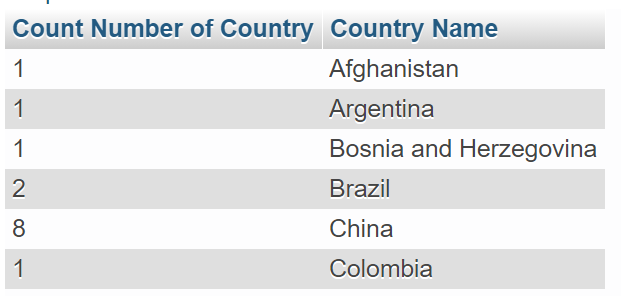 Count Number of Country Country Name
1 Afghanistan
1 Argentina
1 Bosnia and Herzegovina
2 Brazil
8 China
1 Colombia